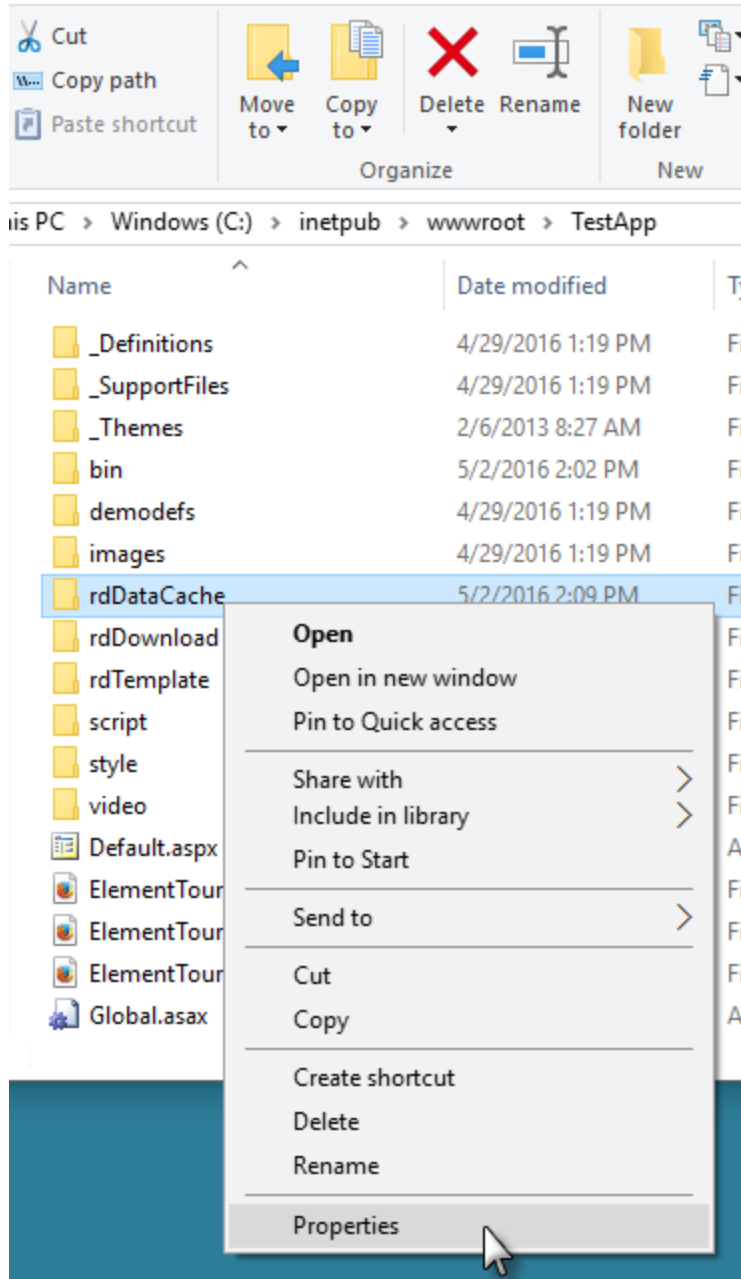 Cut
Copy path
Paste shortcut
Move to
Copy to
Delete
Rename
New folder
Organize
New
PC > Windows (C:) > inetpub > wwwroot > TestApp
Name Date modified
_Definitions 4/29/2016 1:19 PM
_SupportFiles 4/29/2016 1:19 PM
_Themes 2/6/2013 8:27 AM
bin 5/2/2016 2:02 PM
demodefs 4/29/2016 1:19 PM
images 4/29/2016 1:19 PM
rdDataCache 5/2/2016 2:09 PM
rdDownload
rdTemplate
script
style
video
Default.aspx
ElementTour
ElementTour
ElementTour
Global.asax
Open
Open in new window
Pin to Quick access
Share with
Include in library
Pin to Start
Send to
Cut
Copy
Create shortcut
Delete
Rename
Properties